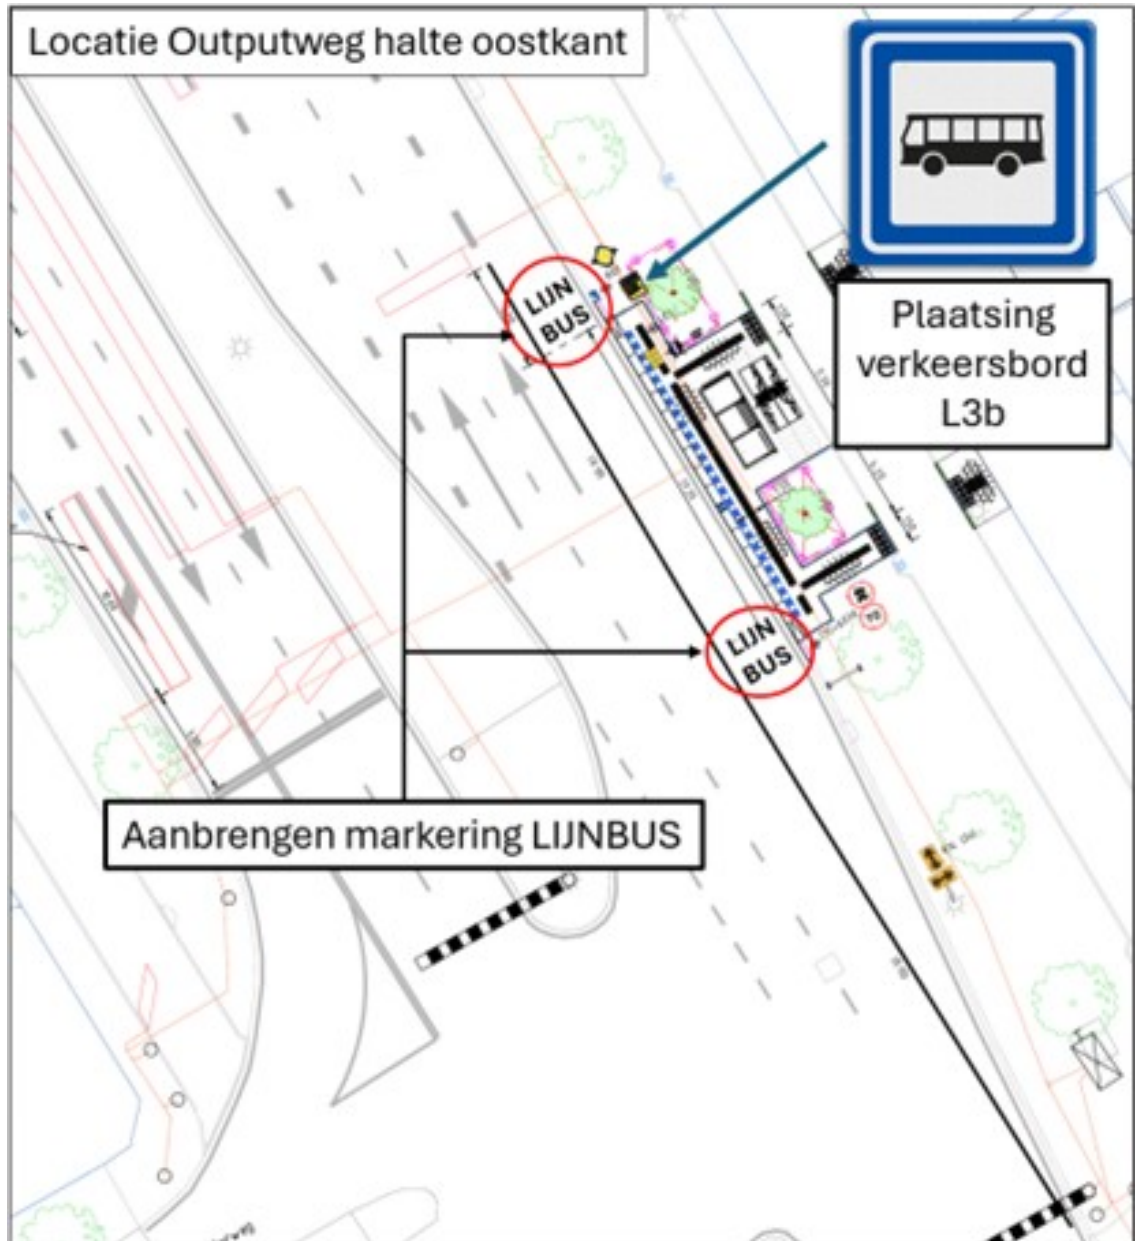 Locatie Outputweg halte oostkant
Plaatsing
verkeersbord
L3b
LIJN
BUS
LIJN
BUS
Aanbrengen markering LIJNBUS